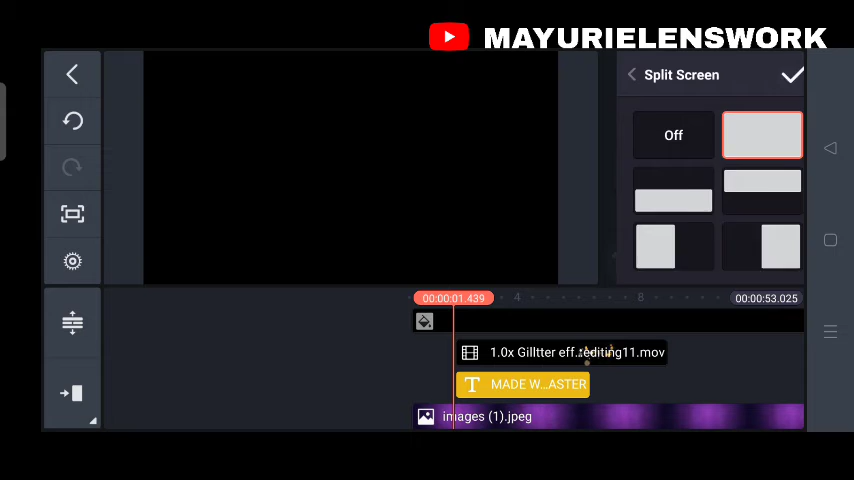 MAYURIELENSWORK
Split Screen
Off
00:00:01.439
4
8
00:00:53.025
1.0x Gilltter eff..editing11.mov
T MADE W...ASTER
images (1).jpeg